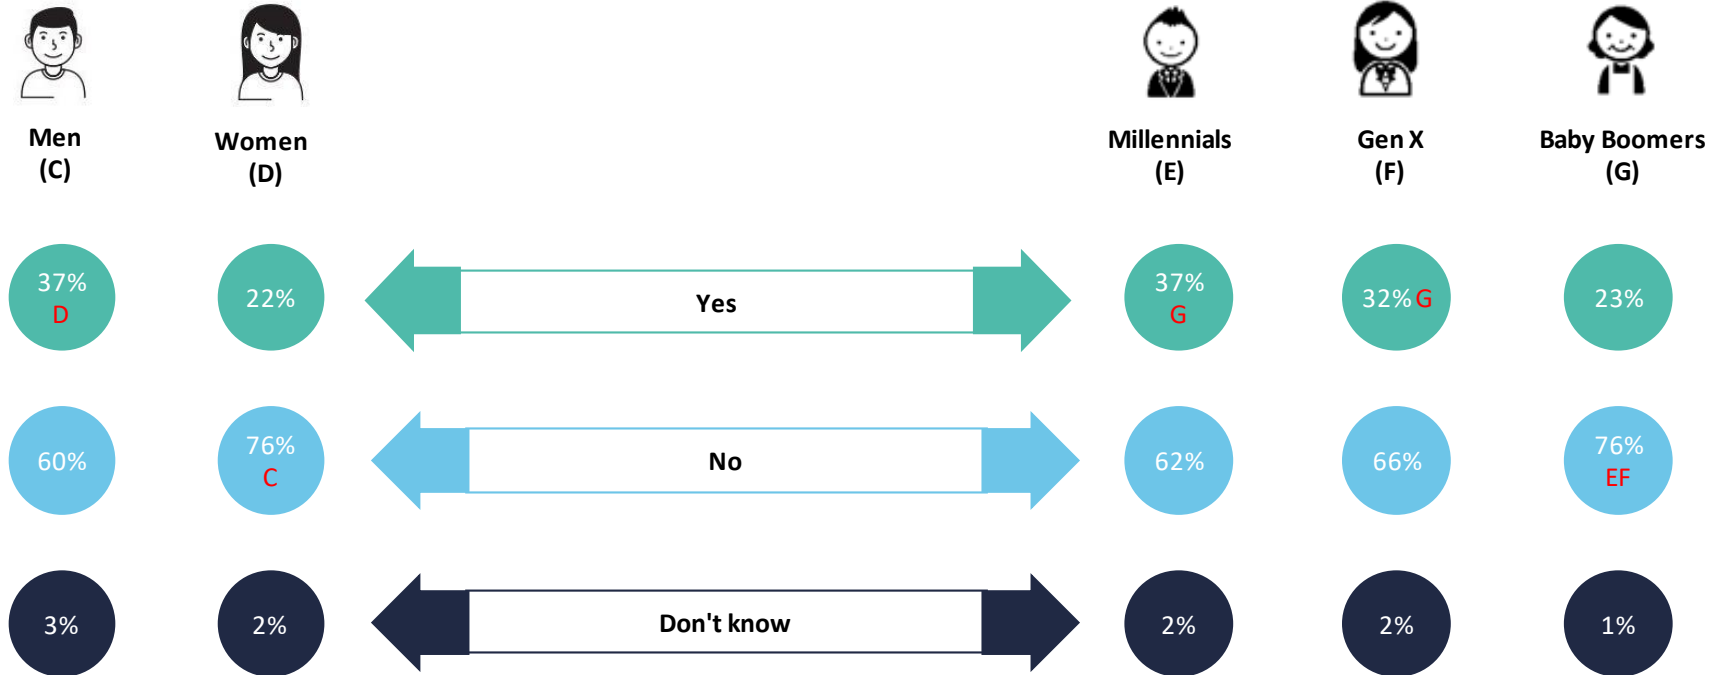 Men
(C)
Women
(D)
Millennials
(E)
Gen X
(F)
Baby Boomers
(G)
37%
D
22%
Yes
37%
G
32% G
23%
60%
76%
C
No
62%
66%
76%
EF
3%
2%
Don't know
2%
2%
1%